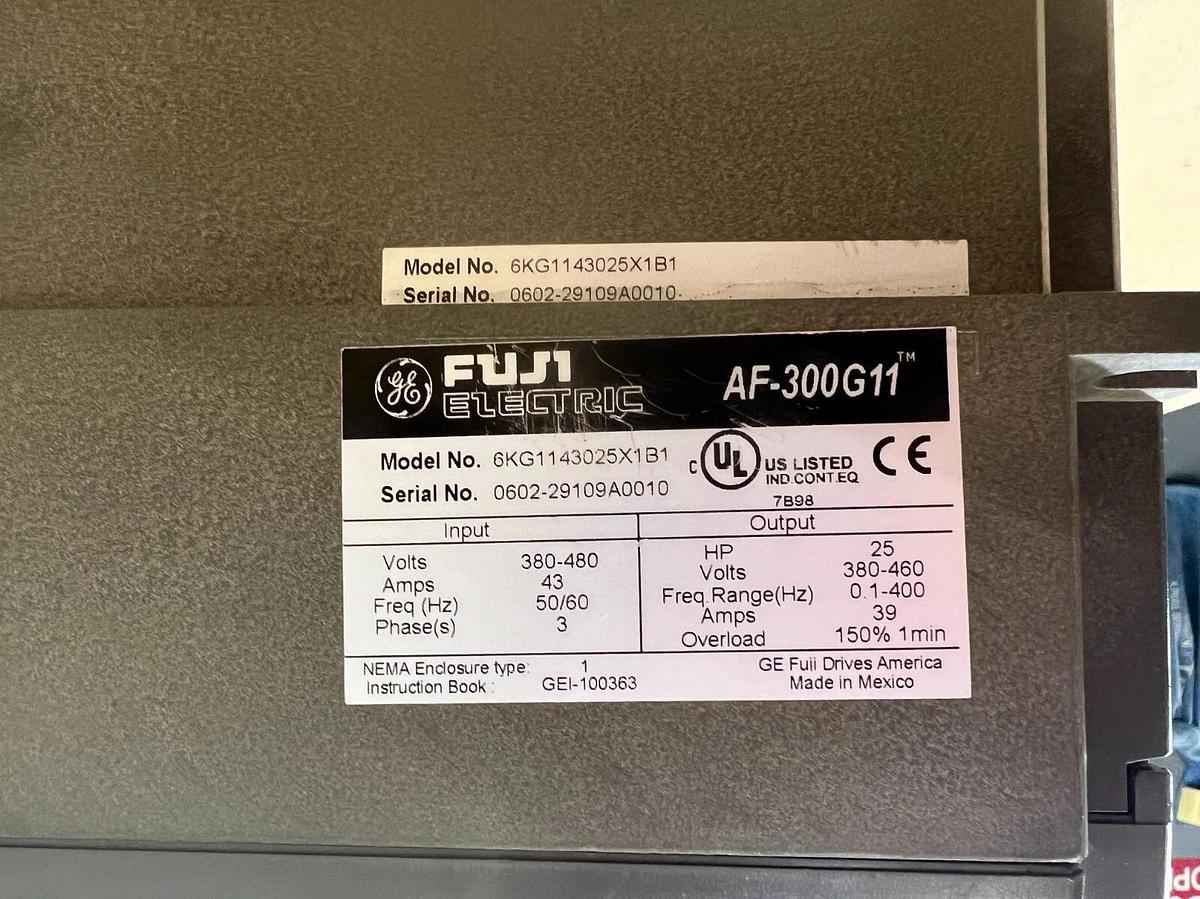 Model No. 6KG1143025X1B1
Serial No. 0602-29109A0010
GE FUJI ELECTRIC AF-300G11™
Model No. 6KG1143025X1B1
Serial No. 0602-29109A0010
C UL US LISTED
IND.CONT.EQ
7B98
CE
Input Output
Volts 380-480
Amps 43
Freq (Hz) 50/60
Phase(s) 3
HP 25
Volts 380-460
Freq.Range(Hz) 0.1-400
Amps 39
Overload 150% 1min
NEMA Enclosure type: 1
Instruction Book : GEI-100363
GE Fuji Drives America
Made in Mexico